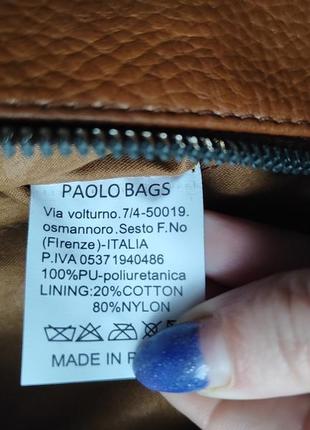 PAOLO BAGS
Via volturno.7/4-50019.
osmannoro.Sesto F.No
(FIrenze)-ITALIA
P.IVA 05371940486
100%PU-poliuretanica
LINING:20%COTTON
80%NYLON
MADE IN